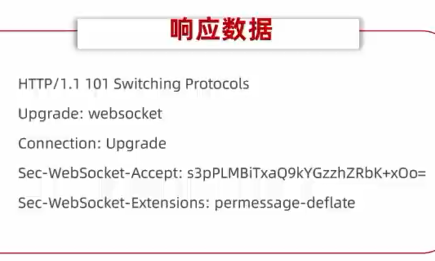 响应数据
HTTP/1.1 101 Switching Protocols
Upgrade: websocket
Connection: Upgrade
Sec-WebSocket-Accept: s3pPLMBiTxaQ9kYGzzhZRbK+xOo=
Sec-WebSocket-Extensions: permessage-deflate